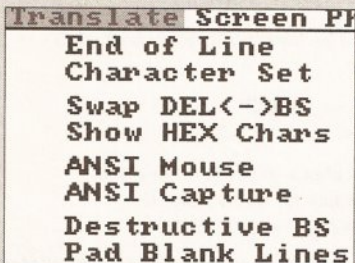 Translate Screen
End of Line
Character Set
Swap DEL<->BS
Show HEX Chars
ANSI Mouse
ANSI Capture
Destructive BS
Pad Blank Lines